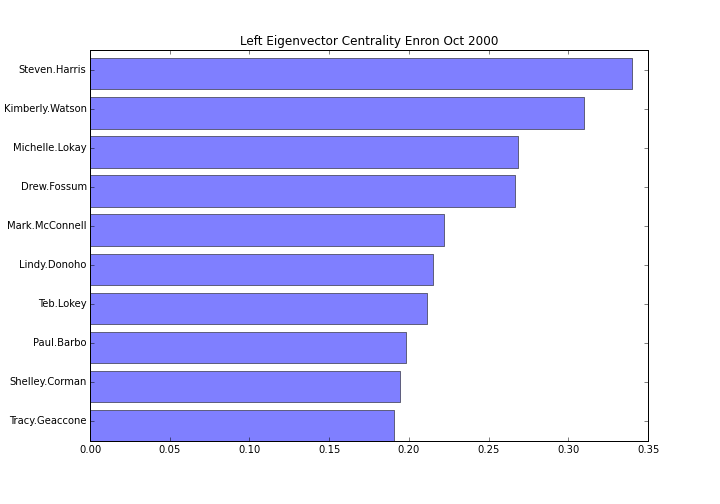 Left Eigenvector Centrality Enron Oct 2000
Steven.Harris
Kimberly.Watson
Michelle.Lokay
Drew.Fossum
Mark.McConnell
Lindy.Donoho
Teb.Lokey
Paul.Barbo
Shelley.Corman
Tracy.Geaccone
0.00 0.05 0.10 0.15 0.20 0.25 0.30 0.35